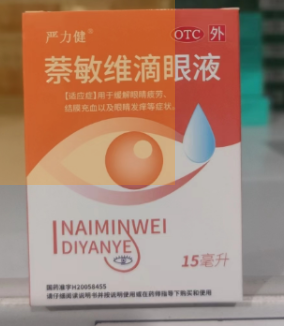 严力健®
OTC 外
萘敏维滴眼液
【适应症】用于缓解眼睛疲劳、
结膜充血以及眼睛发痒等症状。
NAIMINWEI
DIYANYE
15毫升
国药准字H20058455
请仔细阅读说明书并按说明使用或在药师指导下购买和使用